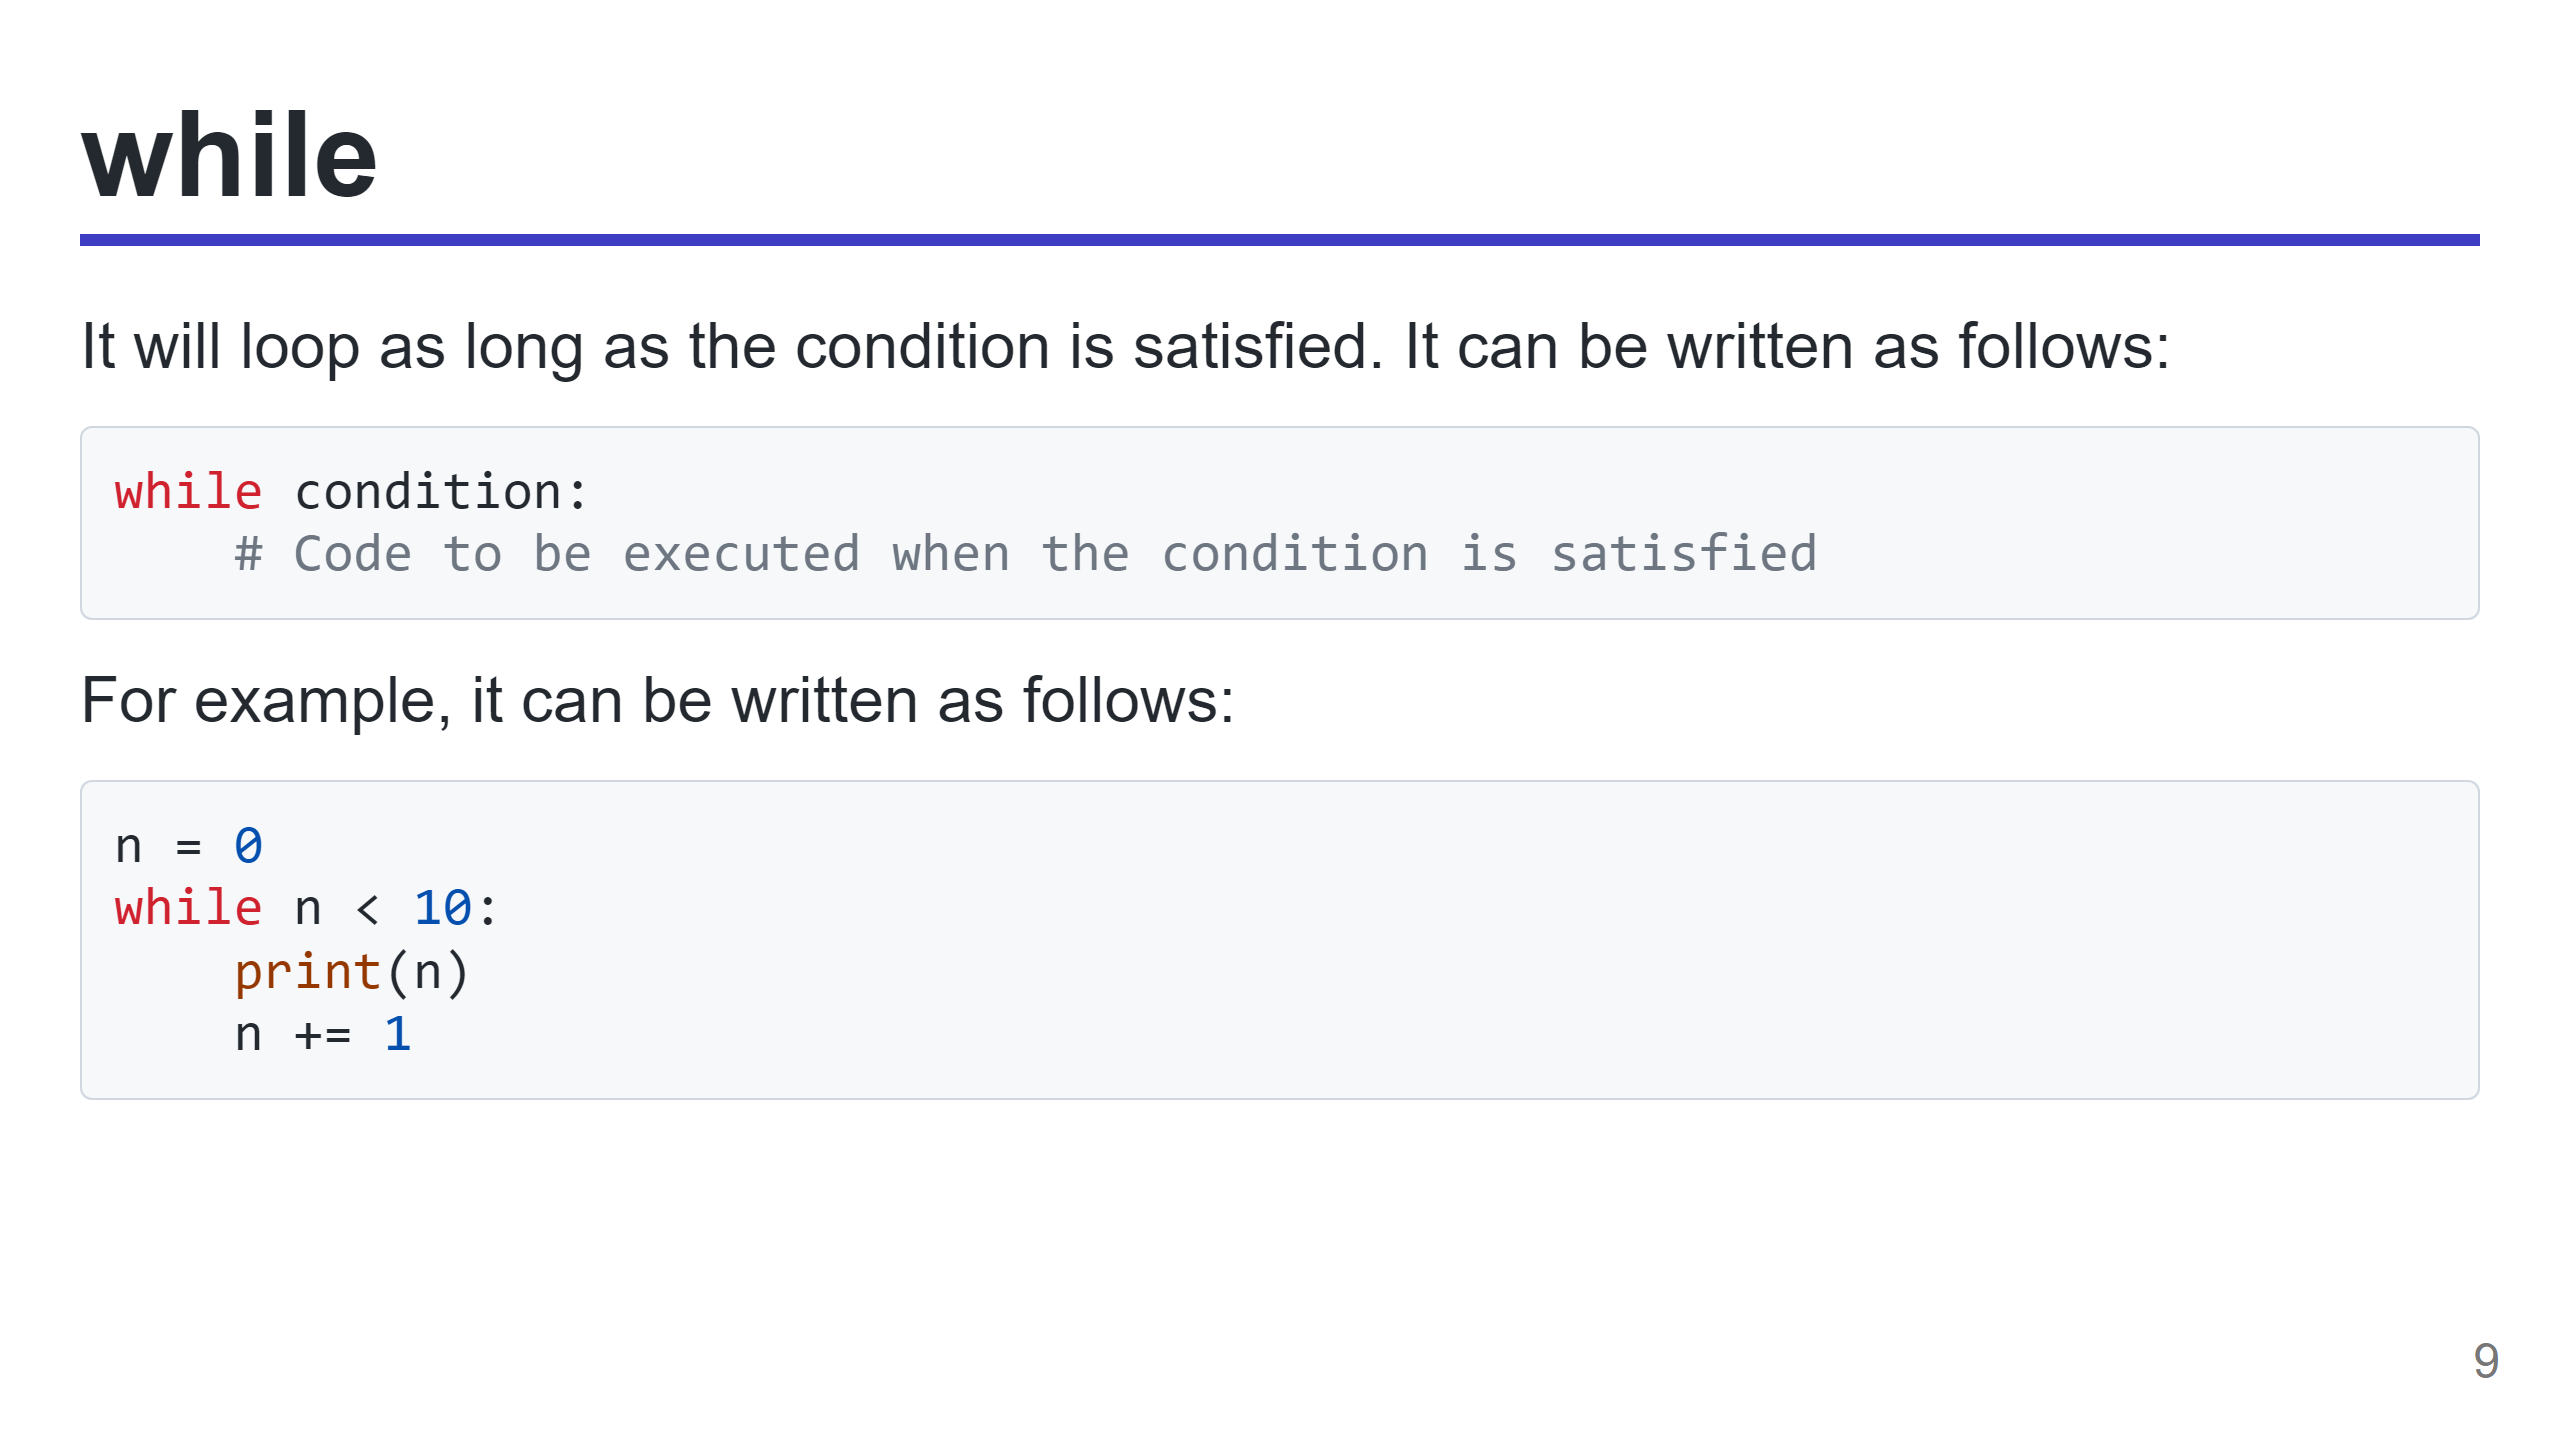 while
It will loop as long as the condition is satisfied. It can be written as follows:
while condition:
    # Code to be executed when the condition is satisfied
For example, it can be written as follows:
n = 0
while n < 10:
    print(n)
    n += 1
9